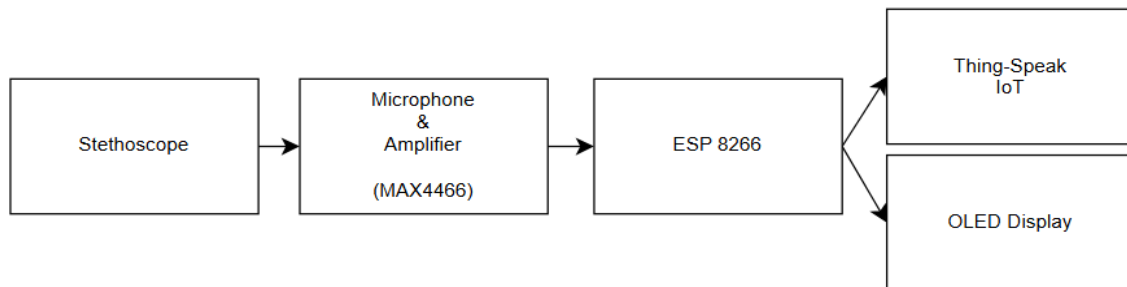 Stethoscope
Microphone
&
Amplifier
(MAX4466)
ESP 8266
Thing-Speak
IoT
OLED Display